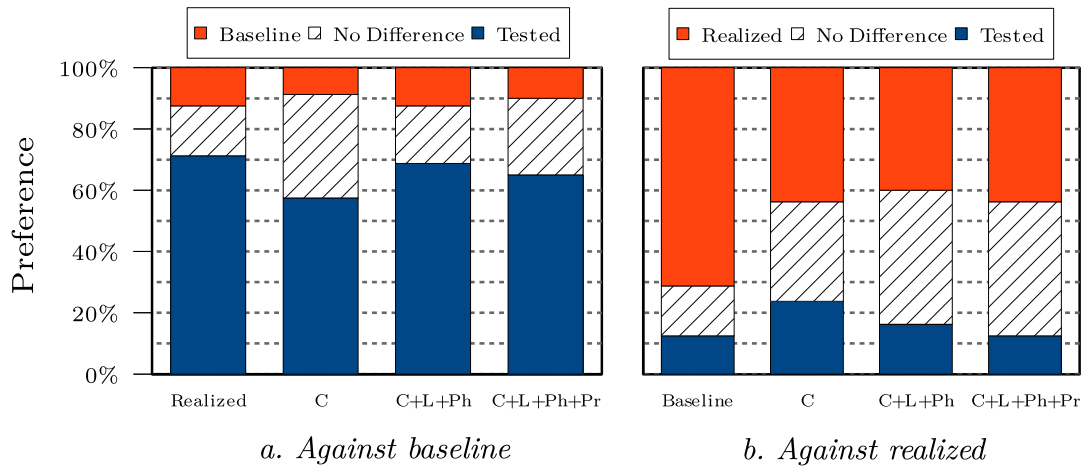 Baseline No Difference Tested
Realized No Difference Tested
Preference
100%
80%
60%
40%
20%
0%
Realized C C+L+Ph C+L+Ph+Pr
Baseline C C+L+Ph C+L+Ph+Pr
a. Against baseline
b. Against realized